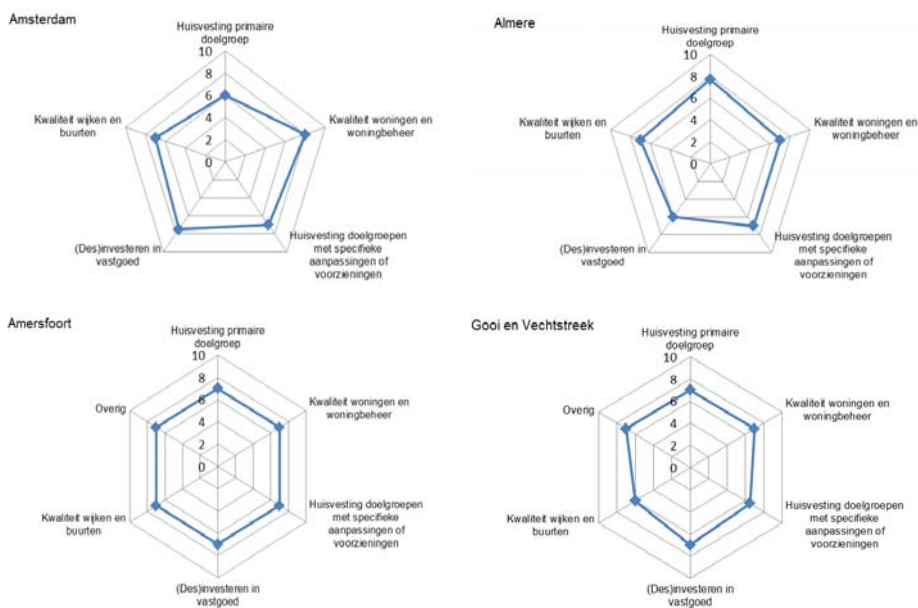 Amsterdam
Huisvesting primaire
doelgroep
10
8
6
4
2
0
Kwaliteit woningen en
woningbeheer
Huisvesting doelgroepen
met specifieke
aanpassingen of
voorzieningen
(Des)investeren in
vastgoed
Kwaliteit wijken en
buurten
Almere
Huisvesting primaire
doelgroep
10
8
6
4
2
0
Kwaliteit woningen en
woningbeheer
Huisvesting doelgroepen
met specifieke
aanpassingen of
voorzieningen
(Des)investeren in
vastgoed
Kwaliteit wijken en
buurten
Amersfoort
Huisvesting primaire
doelgroep
10
8
6
4
2
0
Kwaliteit woningen en
woningbeheer
Huisvesting doelgroepen
met specifieke
aanpassingen of
voorzieningen
(Des)investeren in
vastgoed
Kwaliteit wijken en
buurten
Overig
Gooi en Vechtstreek
Huisvesting primaire
doelgroep
10
8
6
4
2
0
Kwaliteit woningen en
woningbeheer
Huisvesting doelgroepen
met specifieke
aanpassingen of
voorzieningen
(Des)investeren in
vastgoed
Kwaliteit wijken en
buurten
Overig